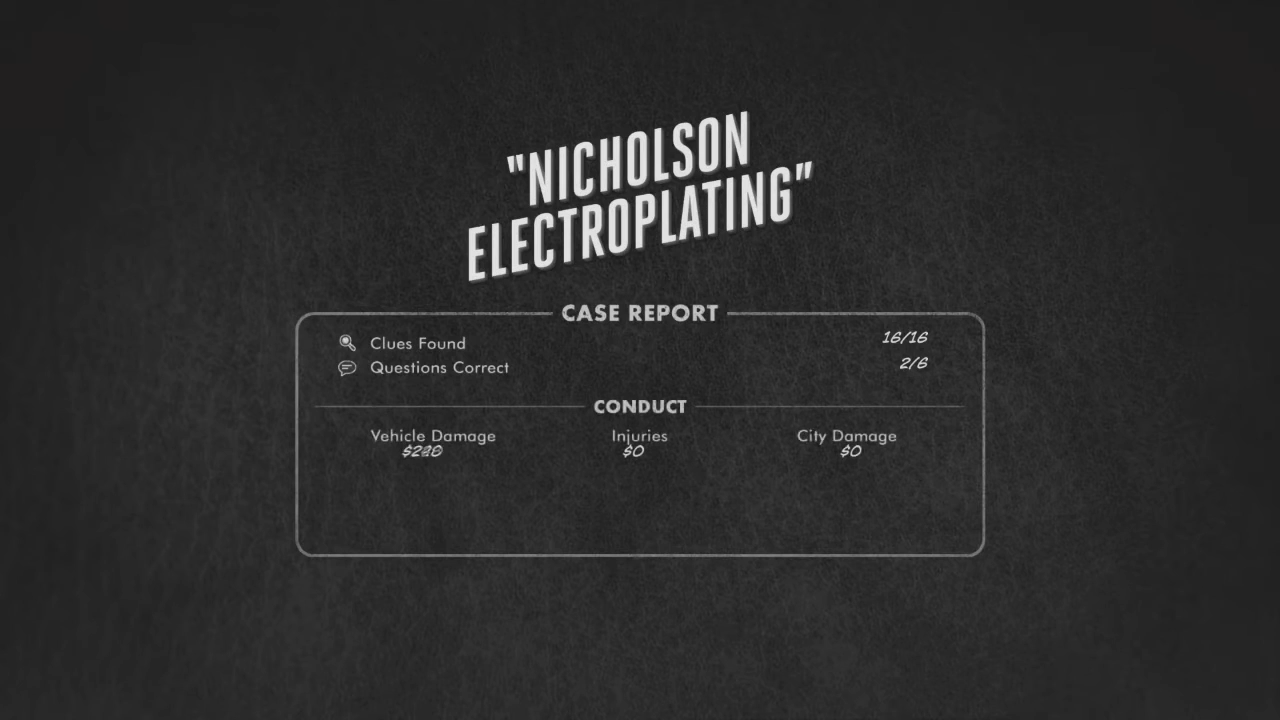 "NICHOLSON
ELECTROPLATING"
CASE REPORT
Clues Found 16/16
Questions Correct 2/6
CONDUCT
Vehicle Damage Injuries City Damage
$0 $0